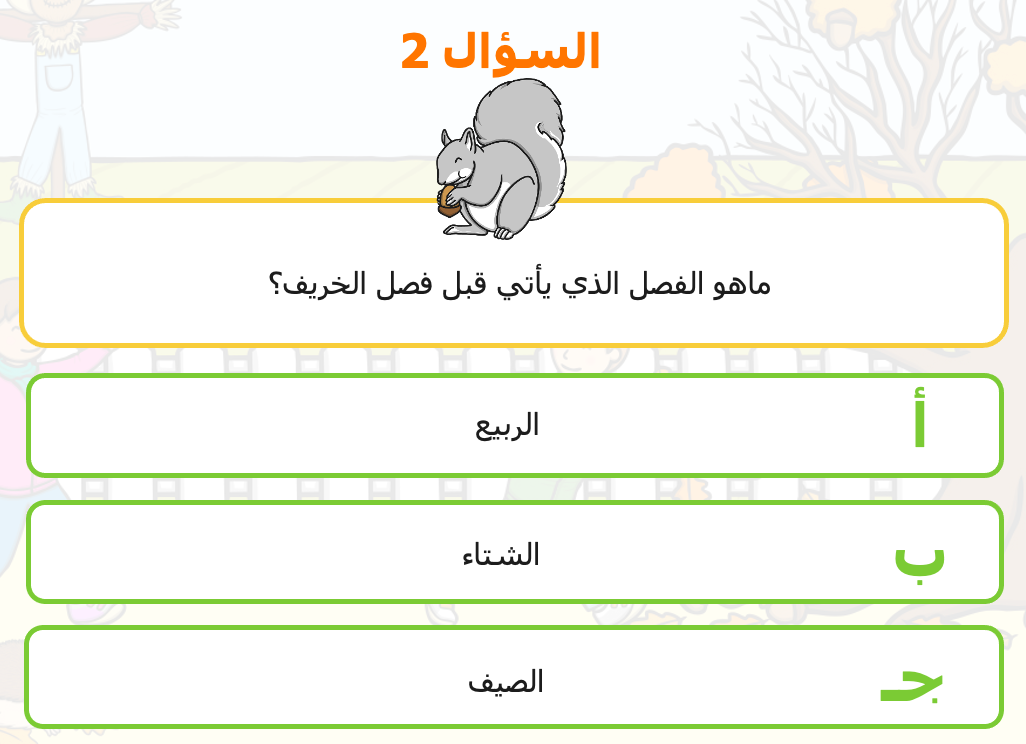 السؤال 2
ماهو الفصل الذي يأتي قبل فصل الخريف؟
أ
الربيع
ب
الشتاء
جـ
الصيف